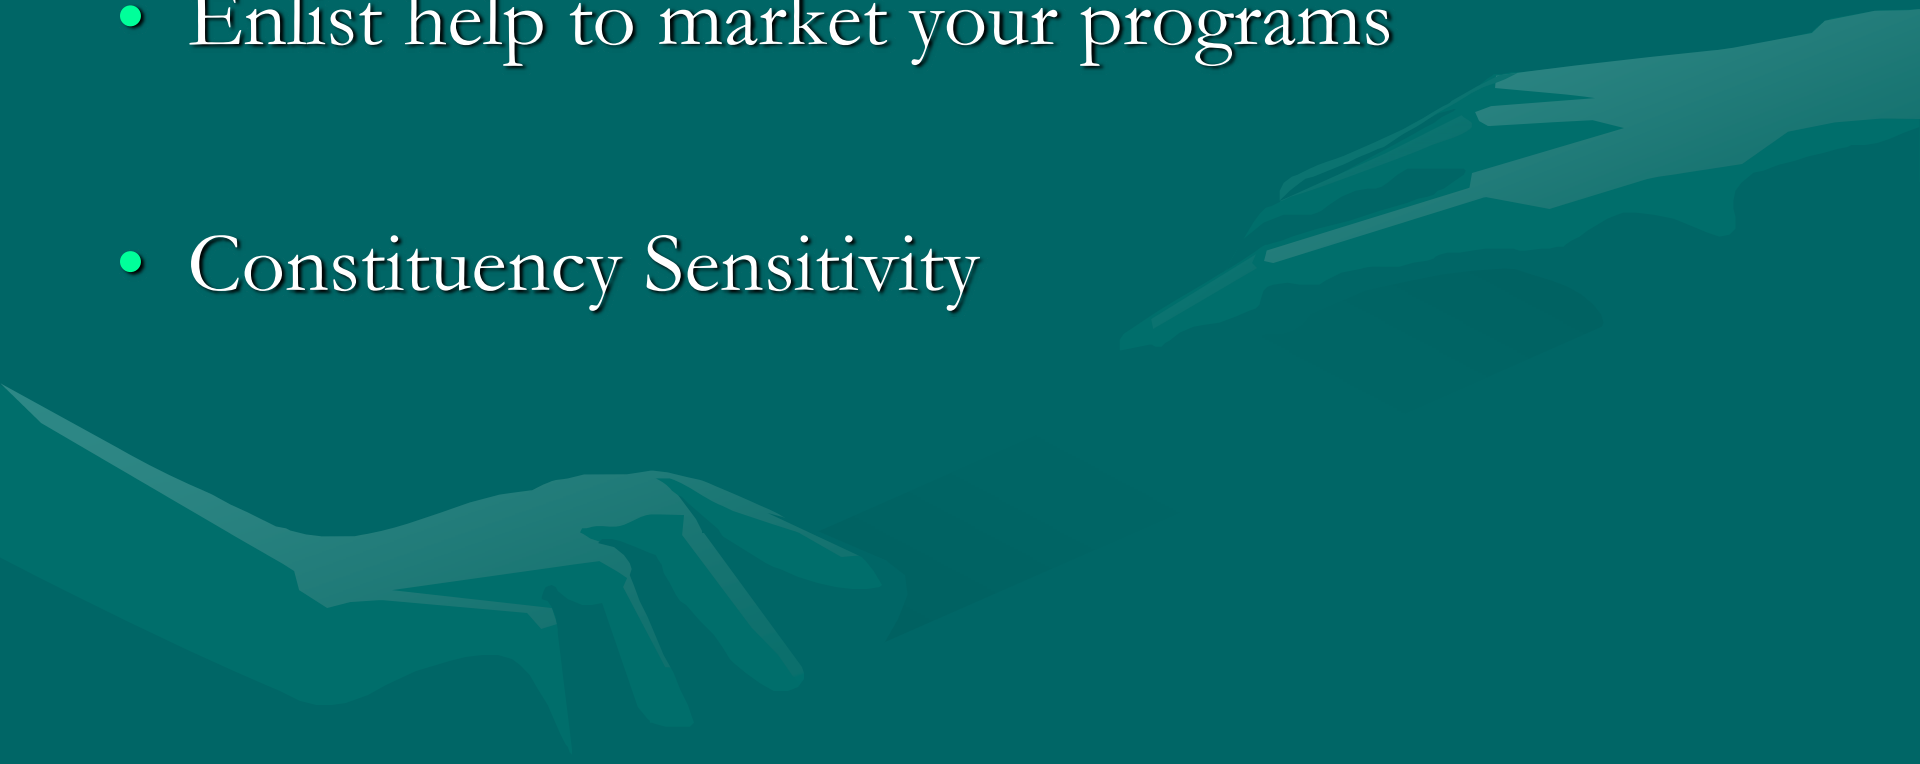 • Enlist help to market your programs
• Constituency Sensitivity